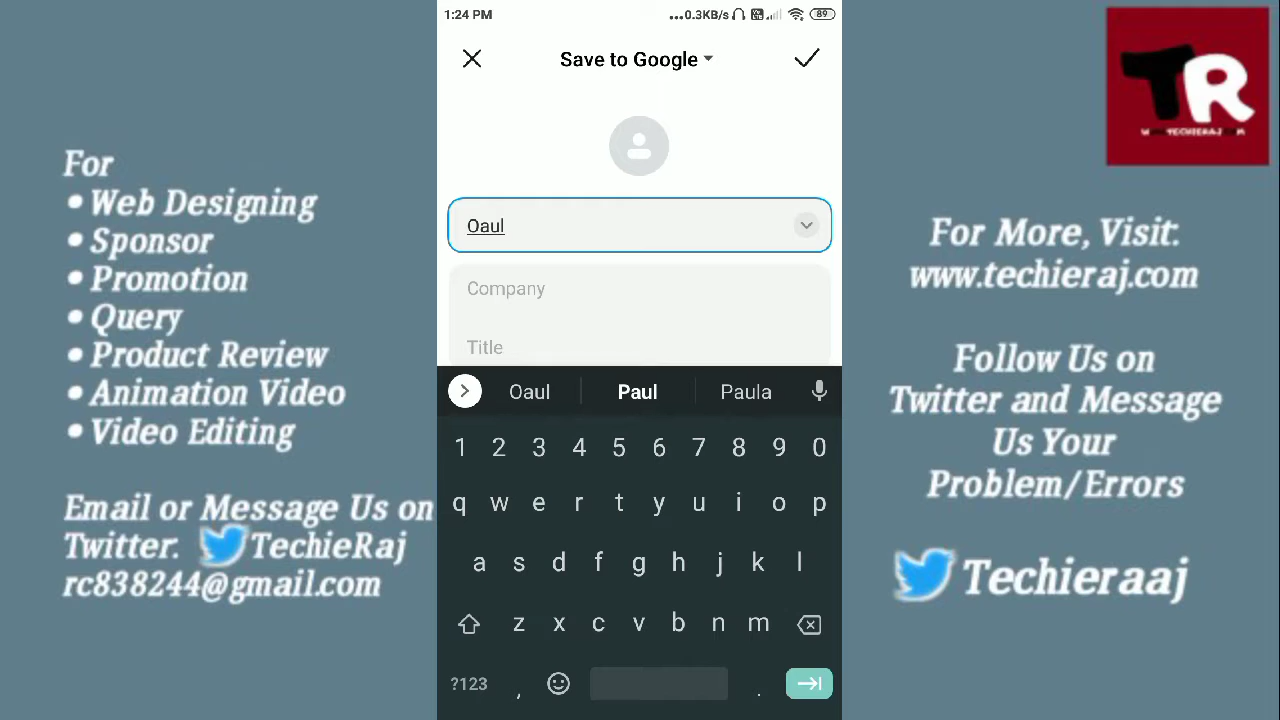 1:24 PM
...0.3KB/s
89
Save to Google
TR
For
• Web Designing
• Sponsor
• Promotion
• Query
• Product Review
• Animation Video
• Video Editing
Email or Message Us on
Twitter. TechieRaj
rc838244@gmail.com
Oaul
Company
Title
Oaul Paul Paula
1 2 3 4 5 6 7 8 9 0
q w e r t y u i o p
a s d f g h j k l
z x c v b n m
?123 , .
For More, Visit:
www.techieraj.com
Follow Us on
Twitter and Message
Us Your
Problem/Errors
Techieraaj